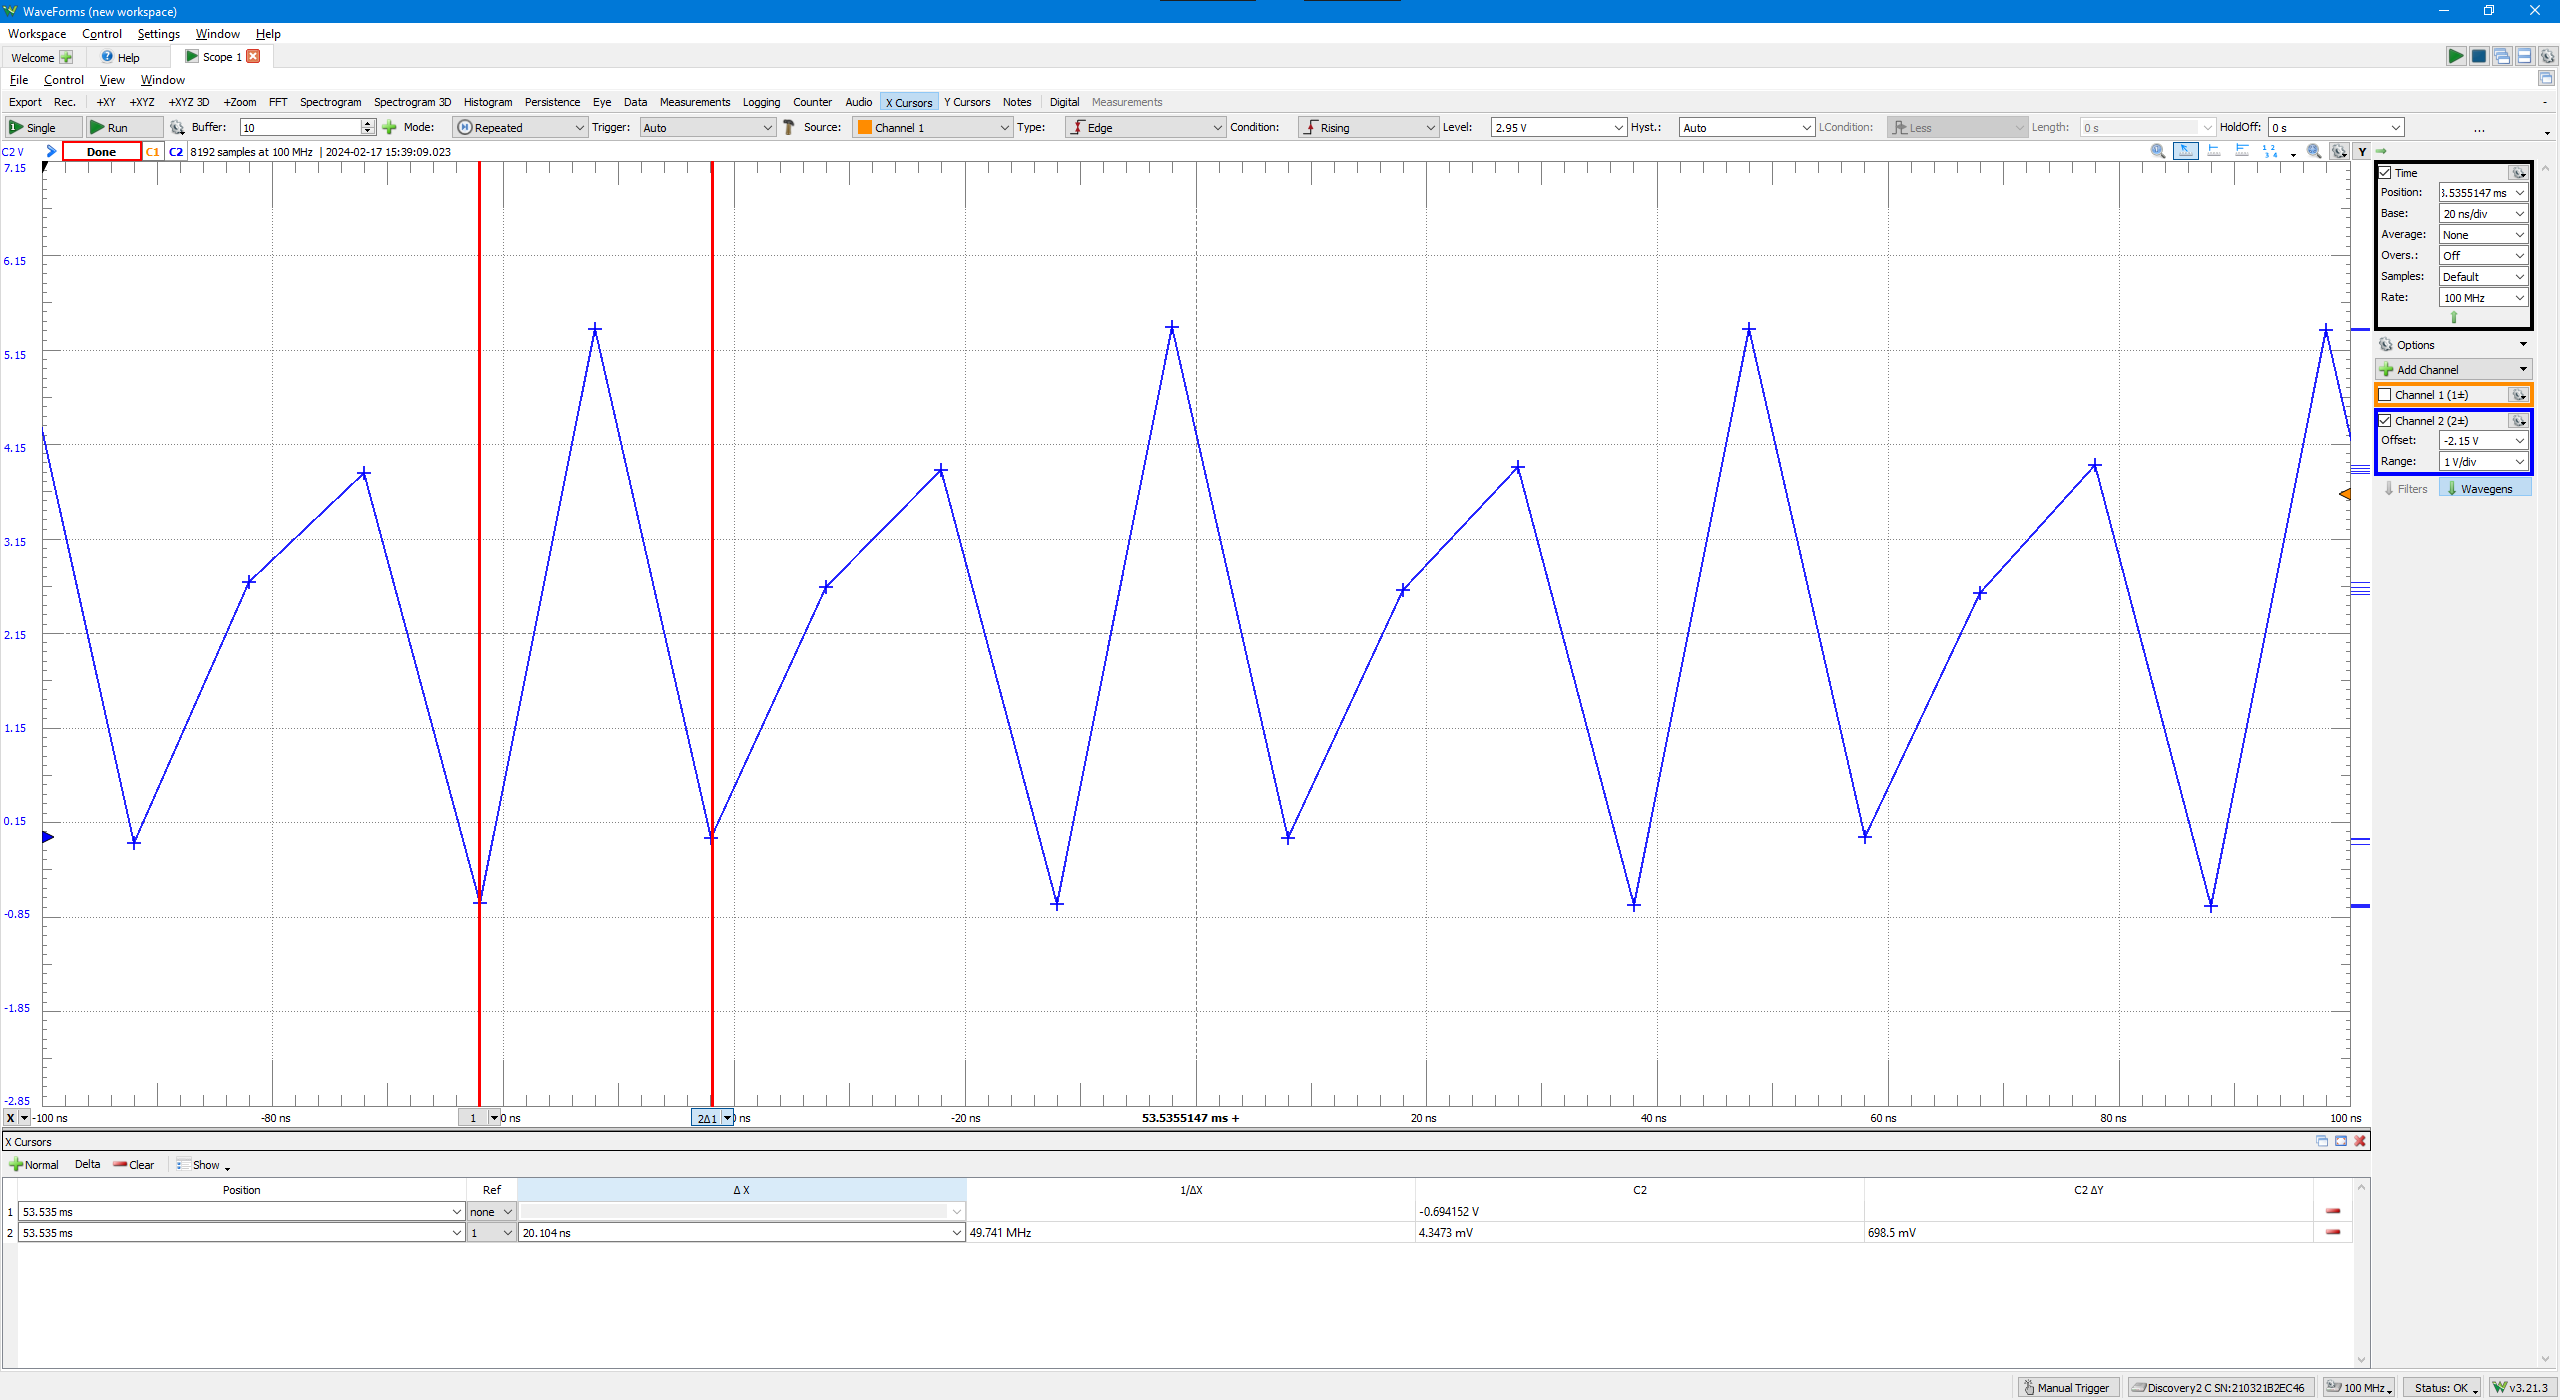 WaveForms (new workspace)
Workspace Control Settings Window Help
Welcome Help Scope 1
File Control View Window
Export Rec. +XY +XYZ +XYZ 3D +Zoom FFT Spectrogram Spectrogram 3D Histogram Persistence Eye Data Measurements Logging Counter Audio X Cursors Y Cursors Notes Digital Measurements -
Single Run Buffer: 10 Mode: Repeated Trigger: Auto Source: Channel 1 Type: Edge Condition: Rising Level: 2.95 V Hyst.: Auto LCondition: Less Length: 0 s HoldOff: 0 s ...
C2 V Done C1 C2 8192 samples at 100 MHz | 2024-02-17 15:39:09.023 Y
7.15
6.15
5.15
4.15
3.15
2.15
1.15
0.15
-0.85
-1.85
-2.85
Time
Position: 3.5355147 ms
Base: 20 ns/div
Average: None
Overs.: Off
Samples: Default
Rate: 100 MHz
Options
Add Channel
Channel 1 (1±)
Channel 2 (2±)
Offset: -2.15 V
Range: 1 V/div
Filters Wavegens
X -100 ns -80 ns 1 0 ns 2Δ1 ns -20 ns 53.5355147 ms + 20 ns 40 ns 60 ns 80 ns 100 ns
X Cursors
Normal Delta Clear Show
Position Ref Δ X 1/ΔX C2 C2 ΔY
1 53.535 ms none -0.694152 V
2 53.535 ms 1 20.104 ns 49.741 MHz 4.3473 mV 698.5 mV
Manual Trigger Discovery2 C SN:210321B2EC46 100 MHz Status: OK v3.21.3